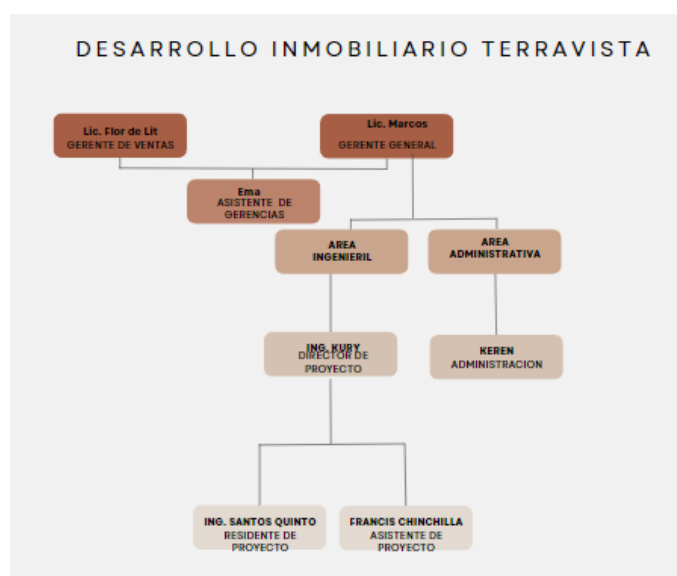 DESARROLLO INMOBILIARIO TERRAVISTA
Lic. Flor de Lit
GERENTE DE VENTAS
Lic. Marcos
GERENTE GENERAL
Ema
ASISTENTE DE
GERENCIAS
AREA
INGENIERIL
AREA
ADMINISTRATIVA
ING. KURY
DIRECTOR DE
PROYECTO
KEREN
ADMINISTRACION
ING. SANTOS QUINTO
RESIDENTE DE
PROYECTO
FRANCIS CHINCHILLA
ASISTENTE DE
PROYECTO